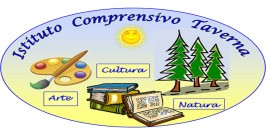 Istituto Comprensivo Taverna
Cultura
Arte
Natura